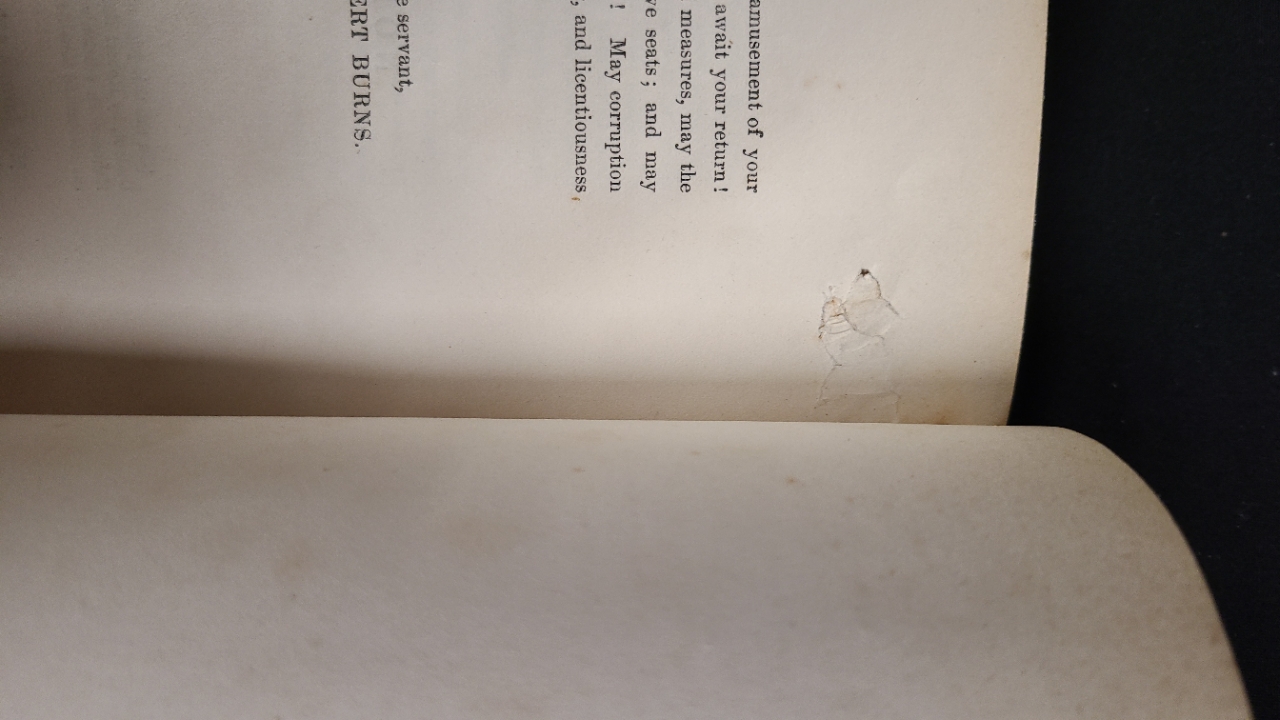 amusement of your
await your return!
measures, may the
ve seats; and may
! May corruption
, and licentiousness
e servant,
ERT BURNS.